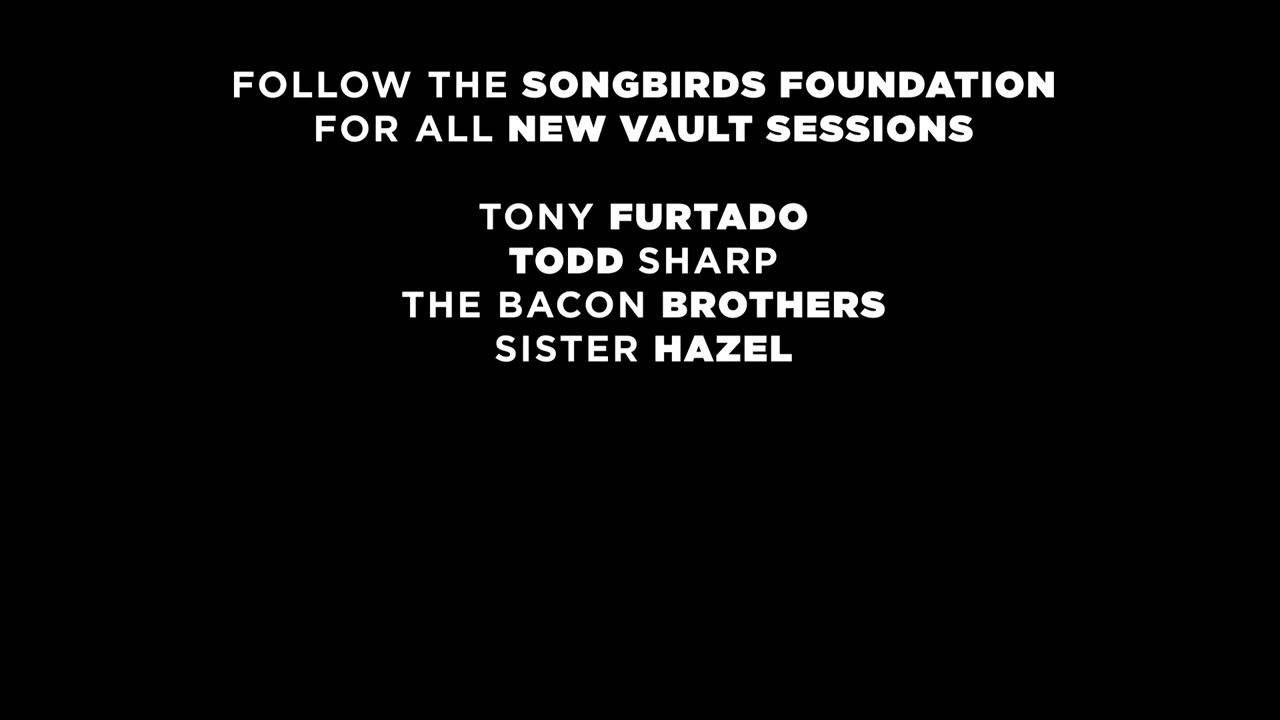 FOLLOW THE SONGBIRDS FOUNDATION
FOR ALL NEW VAULT SESSIONS
TONY FURTADO
TODD SHARP
THE BACON BROTHERS
SISTER HAZEL